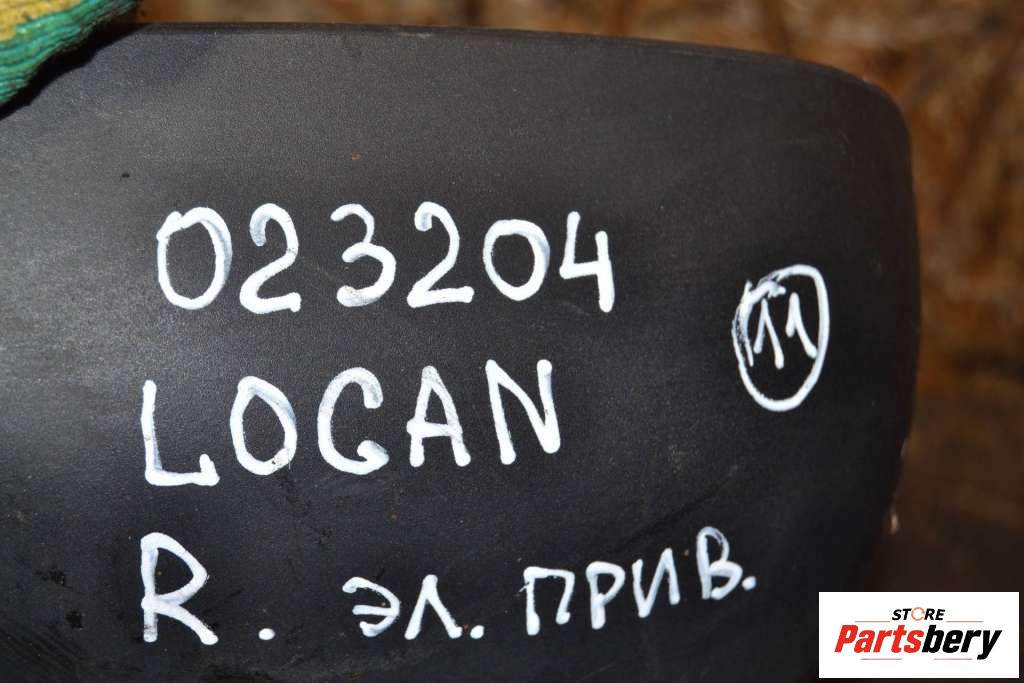 023204
11
LOGAN
R. эл. прив.
STORE
Partsbery